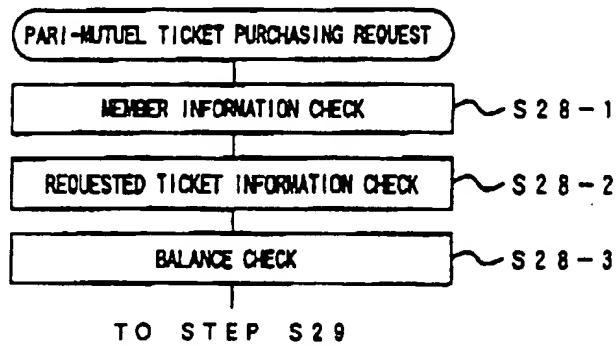 PARI-MUTUEL TICKET PURCHASING REQUEST
MEMBER INFORMATION CHECK
S28-1
REQUESTED TICKET INFORMATION CHECK
S28-2
BALANCE CHECK
S28-3
TO STEP S29